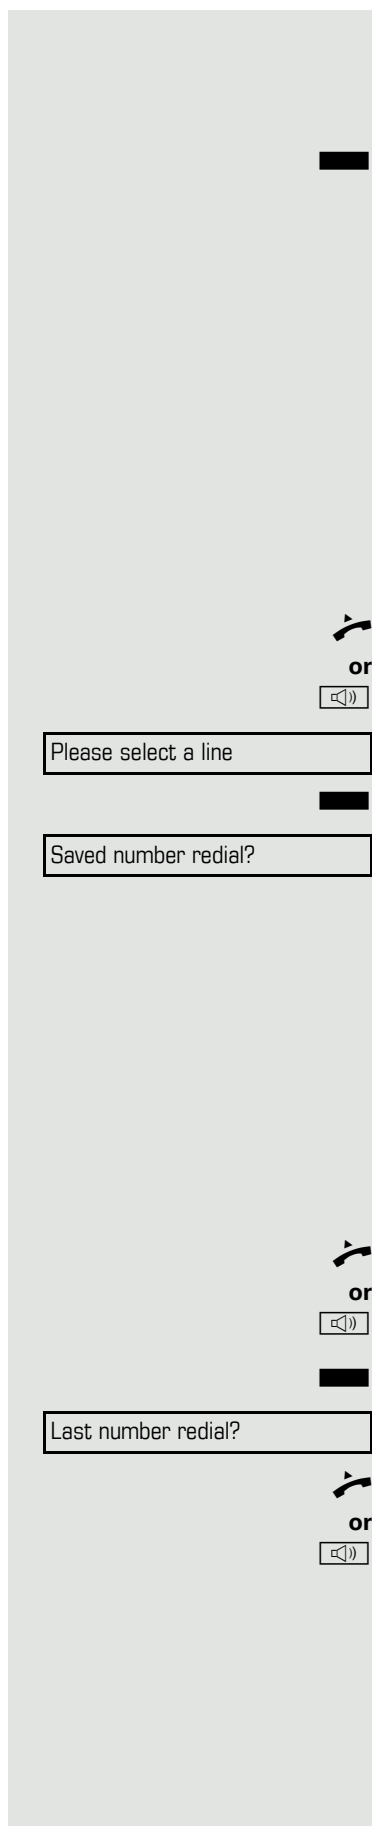 or
Please select a line
Saved number redial?
or
Last number redial?
or